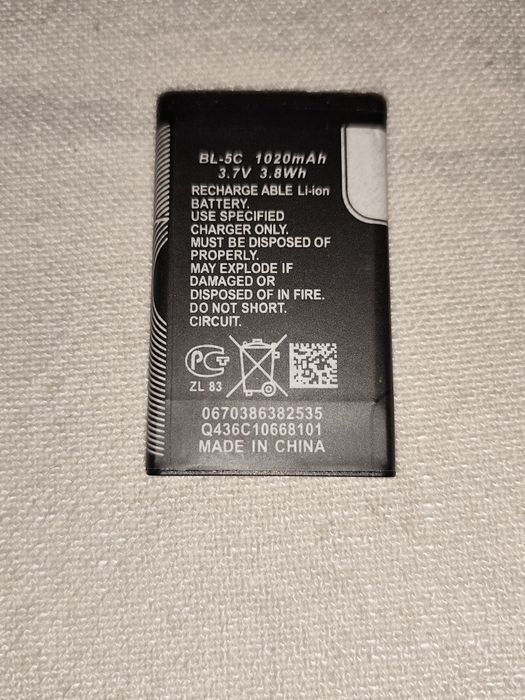 BL-5C 1020mAh
3.7V 3.8Wh
RECHARGE ABLE Li-ion
BATTERY.
USE SPECIFIED
CHARGER ONLY.
MUST BE DISPOSED OF
PROPERLY.
MAY EXPLODE IF
DAMAGED OR
DISPOSED OF IN FIRE.
DO NOT SHORT.
CIRCUIT.
РСТ
ZL 83
0670386382535
Q436C10668101
MADE IN CHINA